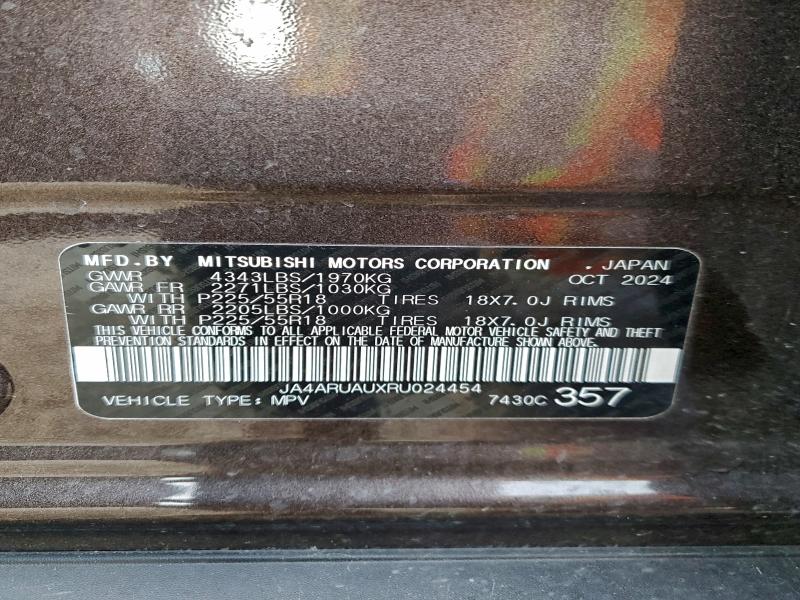 MFD.BY MITSUBISHI MOTORS CORPORATION . JAPAN
GVWR 4343LBS/1970KG OCT 2024
GAWR FR 2271LBS/1030KG
WITH P225/55R18 TIRES 18X7.0J RIMS
GAWR RR 2205LBS/1000KG
WITH P225/55R18 TIRES 18X7.0J RIMS
THIS VEHICLE CONFORMS TO ALL APPLICABLE FEDERAL MOTOR VEHICLE SAFETY AND THEFT
PREVENTION STANDARDS IN EFFECT ON THE DATE OF MANUFACTURE SHOWN ABOVE.
JA4ARUAUXRU024454
VEHICLE TYPE: MPV 7430C 357